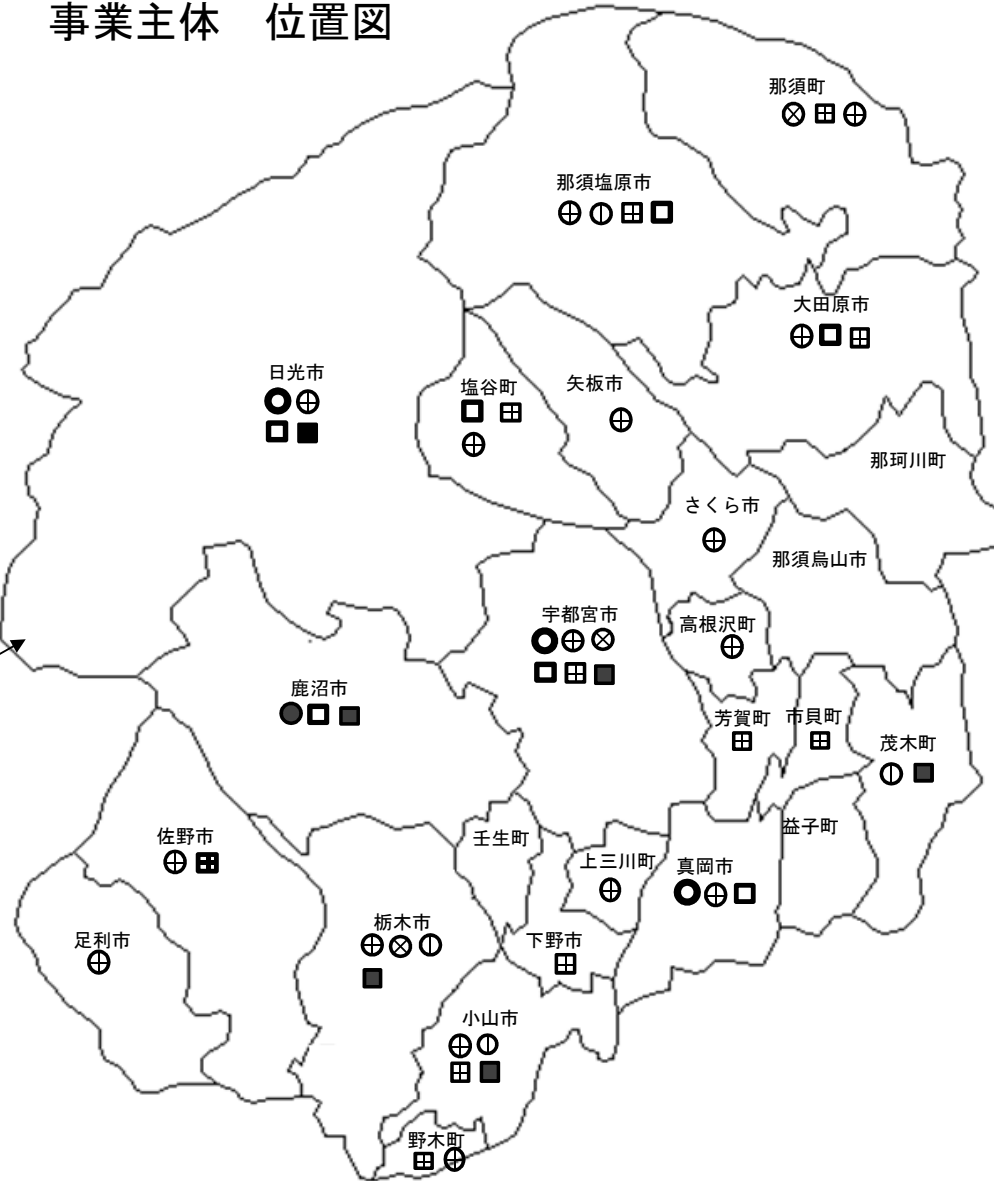 事業主体　位置図
那須町
那須塩原市
大田原市
日光市
塩谷町
矢板市
那珂川町
さくら市
那須烏山市
宇都宮市
高根沢町
鹿沼市
芳賀町
市貝町
茂木町
益子町
佐野市
壬生町
上三川町
真岡市
栃木市
足利市
下野市
小山市
野木町